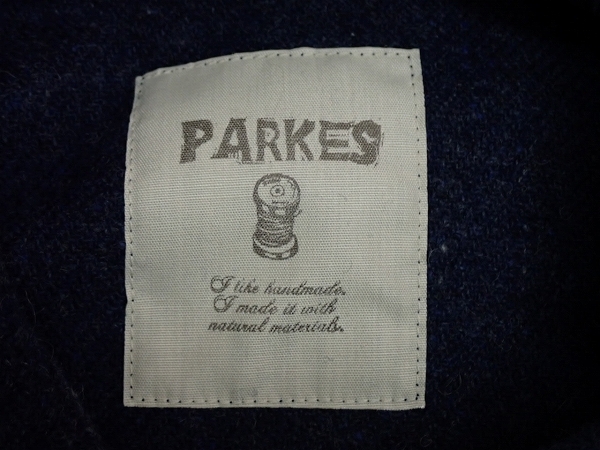 PARKES
I like handmade.
I made it with
natural materials.